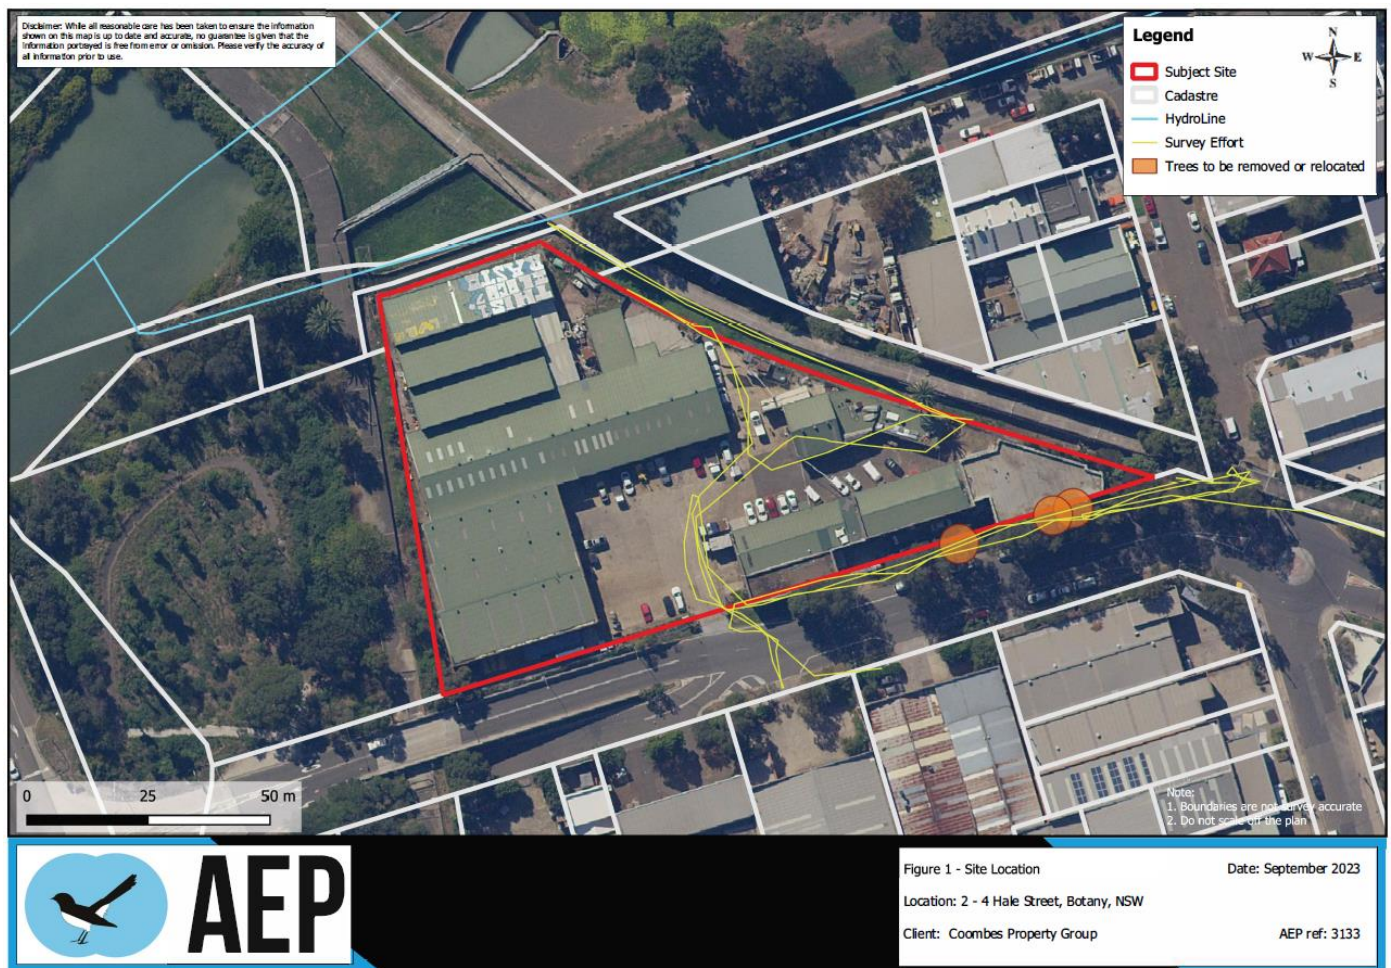 Disclaimer: While all reasonable care has been taken to ensure the information
shown on this map is up to date and accurate, no guarantee is given that the
information portrayed is free from error or omission. Please verify the accuracy of
all information prior to use.
Legend
N
W E
S
Subject Site
Cadastre
HydroLine
Survey Effort
Trees to be removed or relocated
0 25 50 m
Note:
1. Boundaries are not survey accurate
2. Do not scale off the plan
AEP
Figure 1 - Site Location Date: September 2023
Location: 2 - 4 Hale Street, Botany, NSW
Client: Coombes Property Group AEP ref: 3133